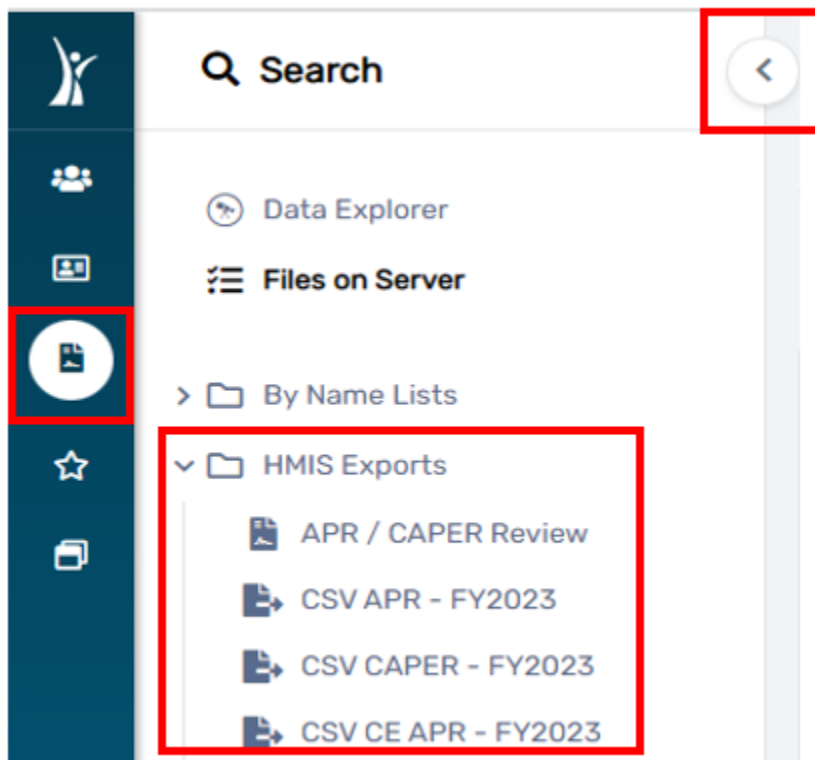 Search
Data Explorer
Files on Server
By Name Lists
HMIS Exports
APR / CAPER Review
CSV APR - FY2023
CSV CAPER - FY2023
CSV CE APR - FY2023